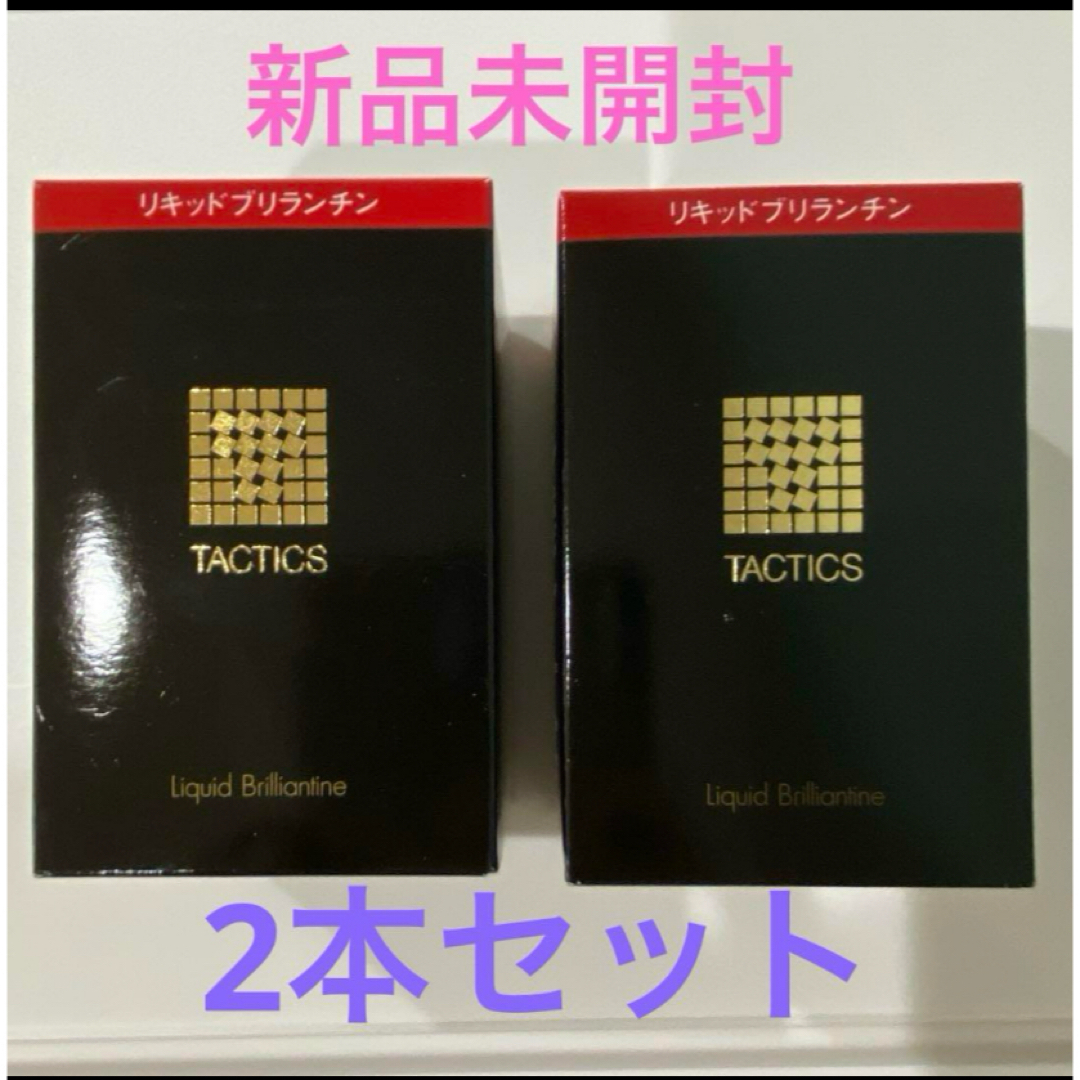 新品未開封
リキッドブリランチン
TACTICS
Liquid Brilliantine
リキッドブリランチン
TACTICS
Liquid Brilliantine
2本セット